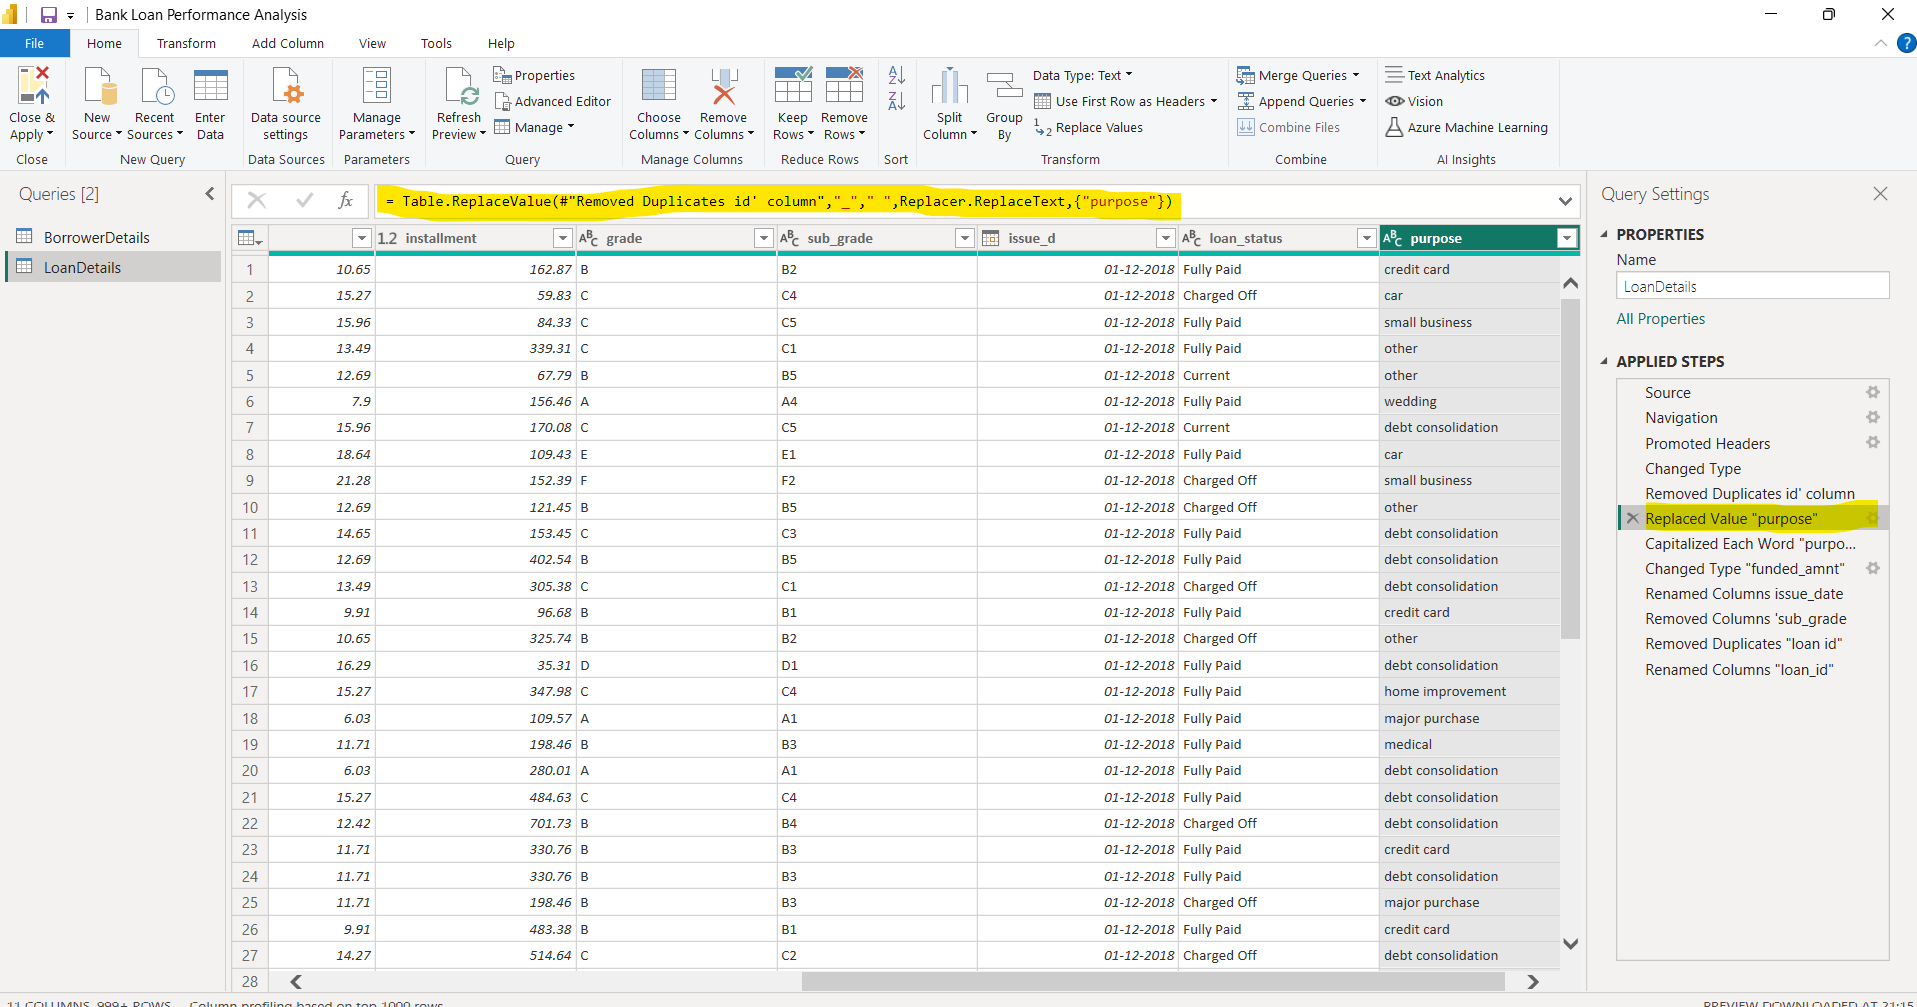 Bank Loan Performance Analysis
File Home Transform Add Column View Tools Help
Close & Apply
New Source
Recent Sources
Enter Data
Data source settings
Manage Parameters
Refresh Preview
Properties
Advanced Editor
Manage
Choose Columns
Remove Columns
Keep Rows
Remove Rows
Split Column
Group By
Data Type: Text
Use First Row as Headers
Replace Values
Merge Queries
Append Queries
Combine Files
Text Analytics
Vision
Azure Machine Learning
Close New Query Data Sources Parameters Query Manage Columns Reduce Rows Sort Transform Combine AI Insights
Queries [2]
BorrowerDetails
LoanDetails
fx
= Table.ReplaceValue(#"Removed Duplicates id' column","_"," ",Replacer.ReplaceText,{"purpose"})
1.2 installment ABC grade ABC sub_grade issue_d ABC loan_status ABC purpose
1 10.65 162.87 B B2 01-12-2018 Fully Paid credit card
2 15.27 59.83 C C4 01-12-2018 Charged Off car
3 15.96 84.33 C C5 01-12-2018 Fully Paid small business
4 13.49 339.31 C C1 01-12-2018 Fully Paid other
5 12.69 67.79 B B5 01-12-2018 Current other
6 7.9 156.46 A A4 01-12-2018 Fully Paid wedding
7 15.96 170.08 C C5 01-12-2018 Current debt consolidation
8 18.64 109.43 E E1 01-12-2018 Fully Paid car
9 21.28 152.39 F F2 01-12-2018 Charged Off small business
10 12.69 121.45 B B5 01-12-2018 Charged Off other
11 14.65 153.45 C C3 01-12-2018 Fully Paid debt consolidation
12 12.69 402.54 B B5 01-12-2018 Fully Paid debt consolidation
13 13.49 305.38 C C1 01-12-2018 Charged Off debt consolidation
14 9.91 96.68 B B1 01-12-2018 Fully Paid credit card
15 10.65 325.74 B B2 01-12-2018 Charged Off other
16 16.29 35.31 D D1 01-12-2018 Fully Paid debt consolidation
17 15.27 347.98 C C4 01-12-2018 Fully Paid home improvement
18 6.03 109.57 A A1 01-12-2018 Fully Paid major purchase
19 11.71 198.46 B B3 01-12-2018 Fully Paid medical
20 6.03 280.01 A A1 01-12-2018 Fully Paid debt consolidation
21 15.27 484.63 C C4 01-12-2018 Fully Paid debt consolidation
22 12.42 701.73 B B4 01-12-2018 Charged Off debt consolidation
23 11.71 330.76 B B3 01-12-2018 Fully Paid credit card
24 11.71 330.76 B B3 01-12-2018 Fully Paid debt consolidation
25 11.71 198.46 B B3 01-12-2018 Charged Off major purchase
26 9.91 483.38 B B1 01-12-2018 Fully Paid credit card
27 14.27 514.64 C C2 01-12-2018 Charged Off debt consolidation
28
Query Settings
PROPERTIES
Name
LoanDetails
All Properties
APPLIED STEPS
Source
Navigation
Promoted Headers
Changed Type
Removed Duplicates id' column
Replaced Value "purpose"
Capitalized Each Word "purpo...
Changed Type "funded_amnt"
Renamed Columns issue_date
Removed Columns 'sub_grade
Removed Duplicates "loan id"
Renamed Columns "loan_id"
11 COLUMNS, 999+ ROWS Column profiling based on top 1000 rows
PREVIEW DOWNLOADED AT 21:15